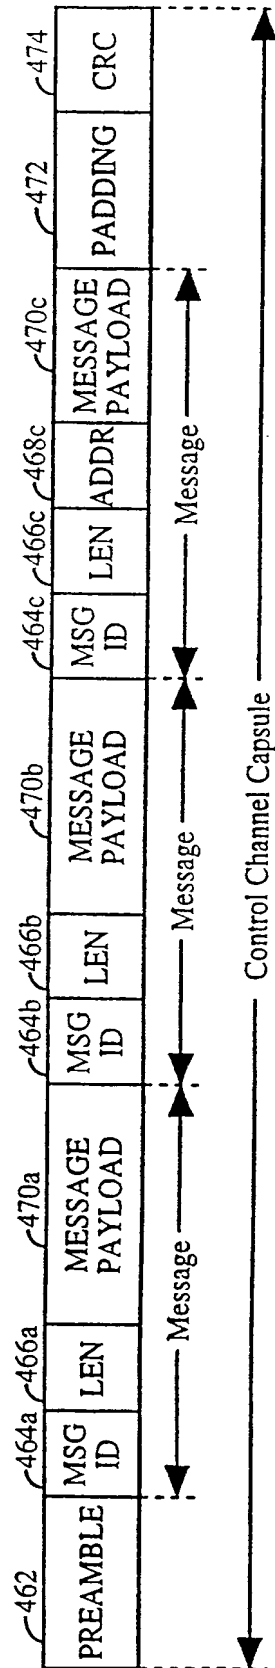 462 464a 466a 470a 464b 466b 470b 464c 466c 468c 470c 472 474
PREAMBLE
MSG
ID
LEN
MESSAGE
PAYLOAD
MSG
ID
LEN
MESSAGE
PAYLOAD
MSG
ID
LEN
ADDR
MESSAGE
PAYLOAD
PADDING
CRC
Message
Message
Message
Control Channel Capsule